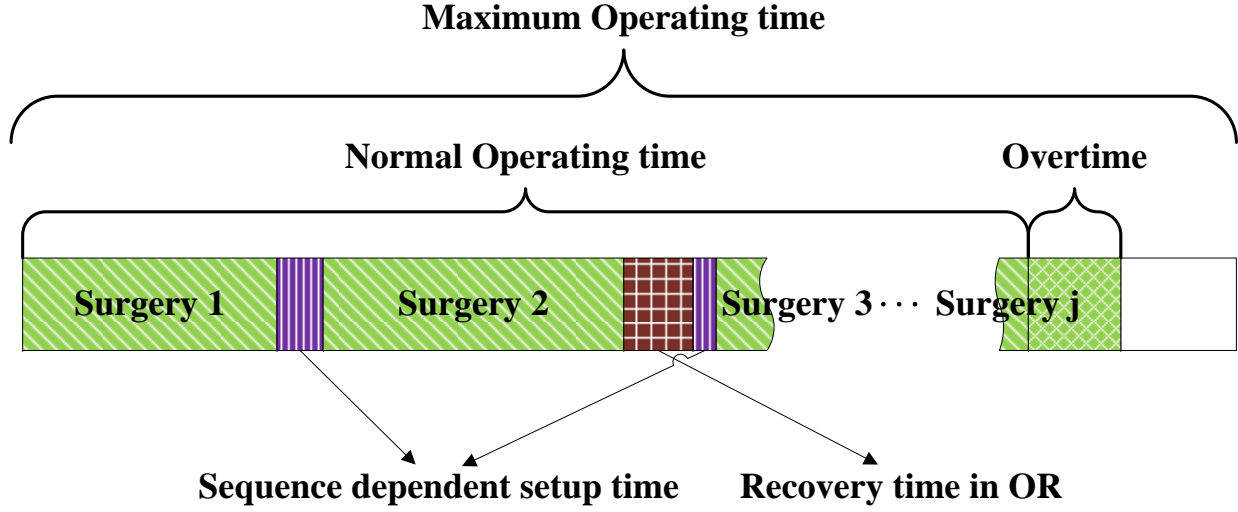 Maximum Operating time
Normal Operating time
Overtime
Surgery 1
Surgery 2
Surgery 3 ··· Surgery j
Sequence dependent setup time
Recovery time in OR